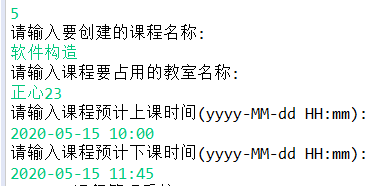 5
请输入要创建的课程名称:
软件构造
请输入课程要占用的教室名称:
正心23
请输入课程预计上课时间(yyyy-MM-dd HH:mm):
2020-05-15 10:00
请输入课程预计下课时间(yyyy-MM-dd HH:mm):
2020-05-15 11:45